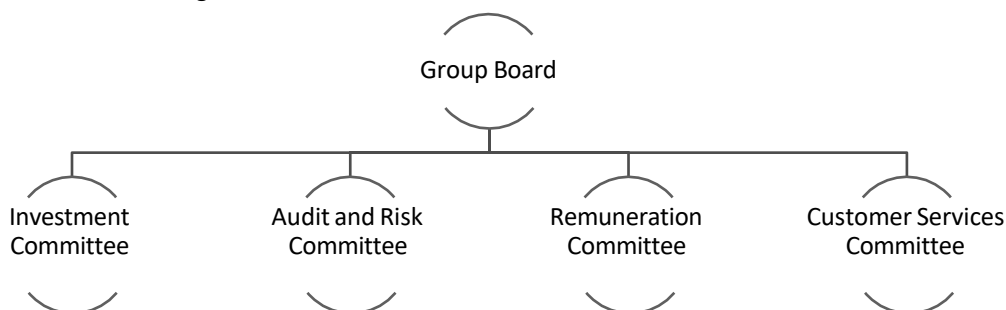 Group Board
Investment
Committee
Audit and Risk
Committee
Remuneration
Committee
Customer Services
Committee